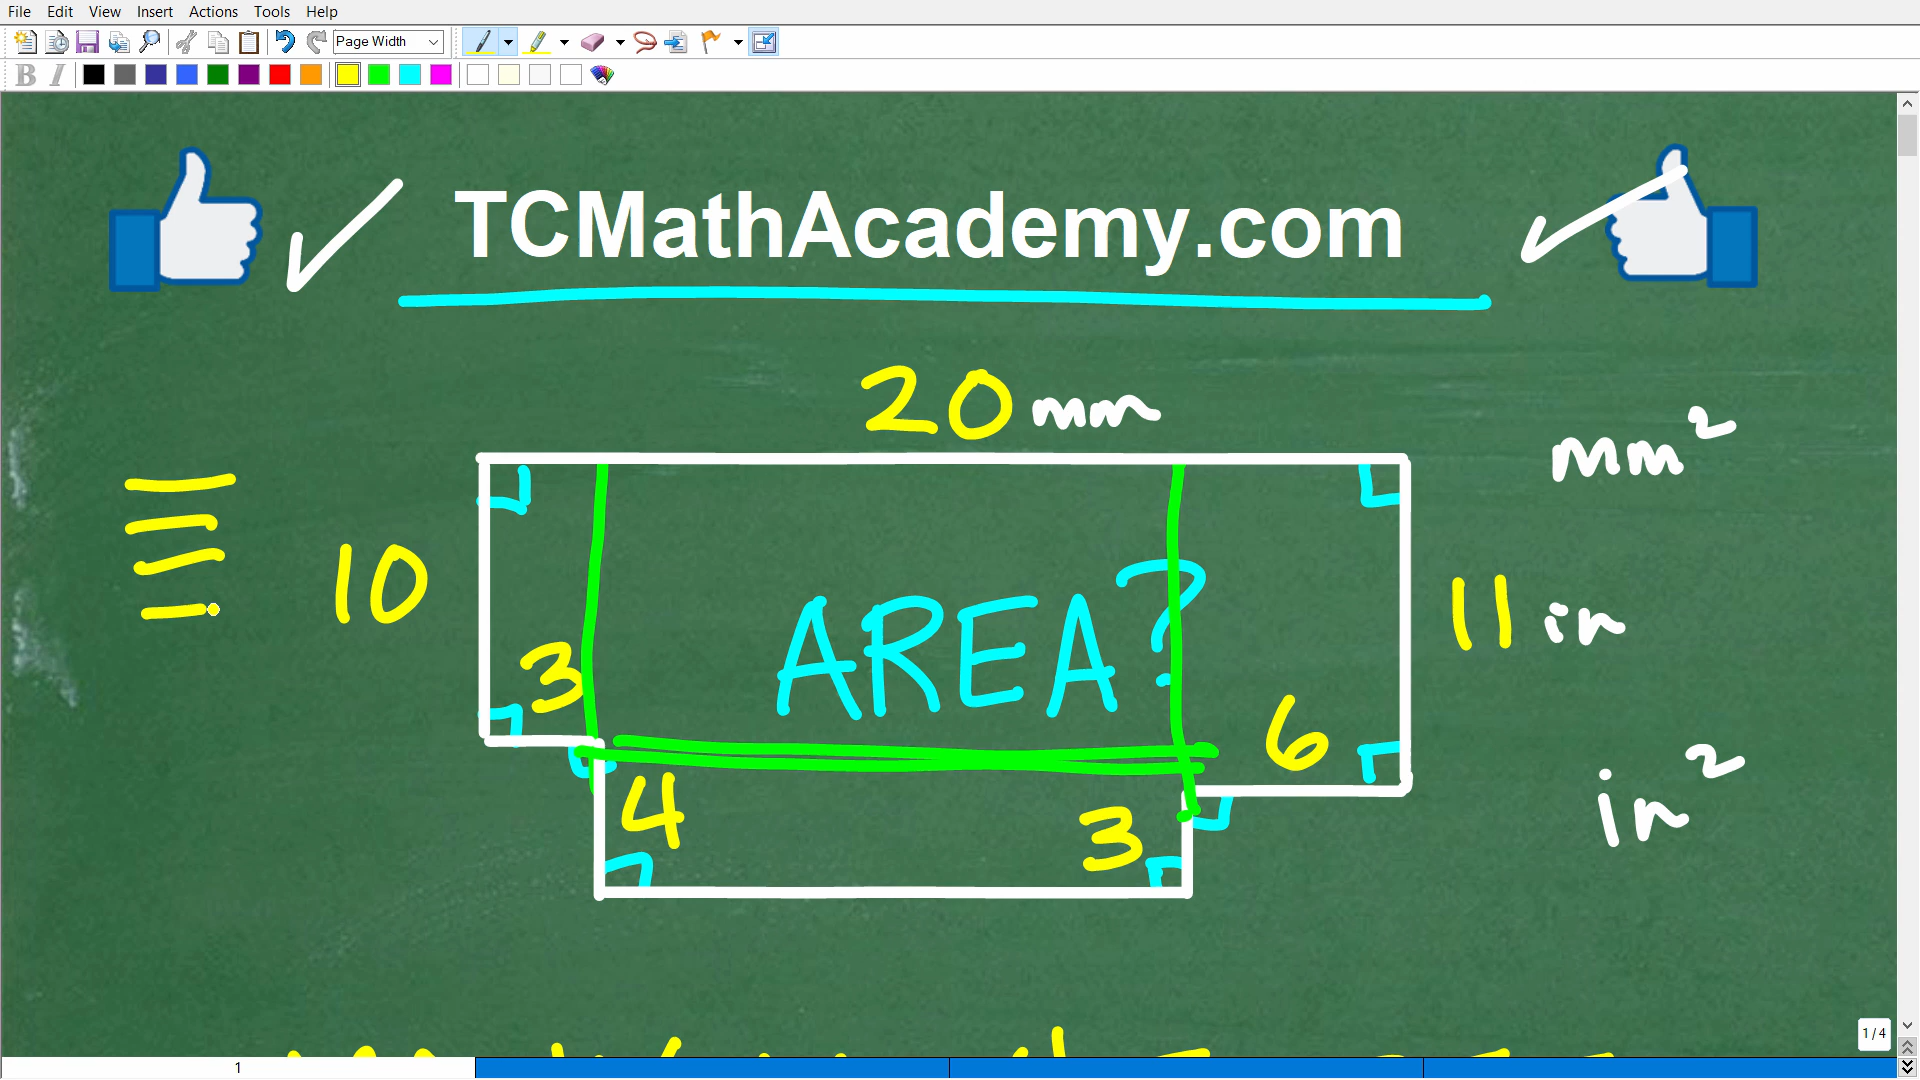 File Edit View Insert Actions Tools Help
Page Width
B I
TCMathAcademy.com
20 mm
mm²
10
AREA?
11 in
3
6
4
3
in²
1 / 4
1